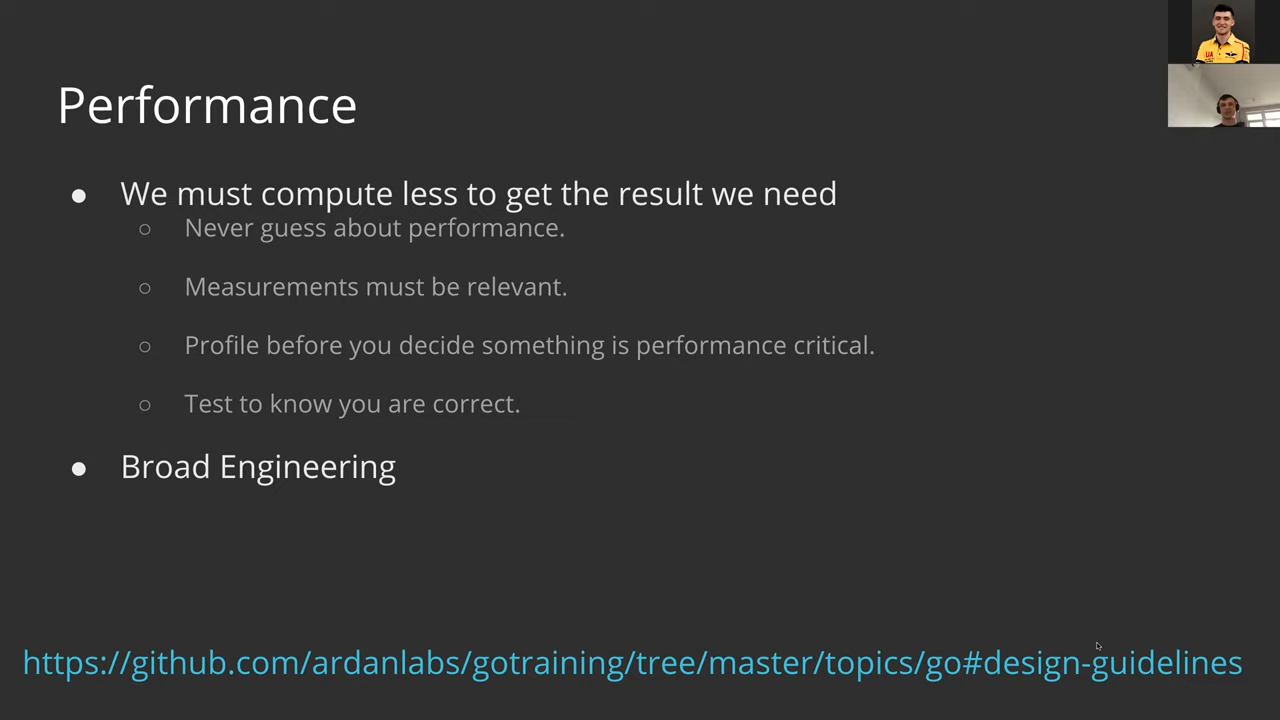 Performance
● We must compute less to get the result we need
○ Never guess about performance.
○ Measurements must be relevant.
○ Profile before you decide something is performance critical.
○ Test to know you are correct.
● Broad Engineering
https://github.com/ardanlabs/gotraining/tree/master/topics/go#design-guidelines
UA